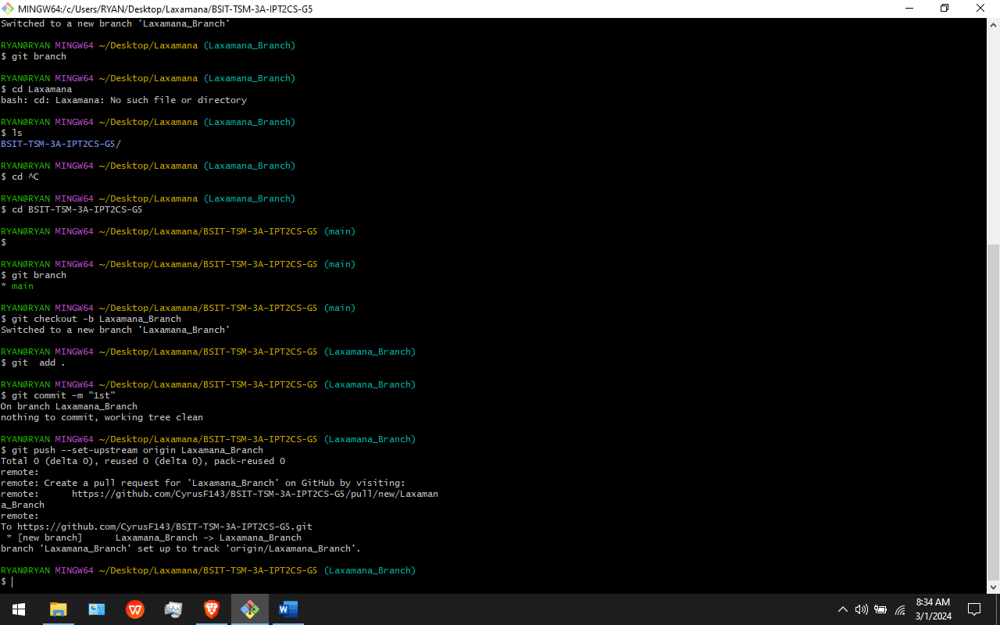 MINGW64:/c/Users/RYAN/Desktop/Laxamana/BSIT-TSM-3A-IPT2CS-G5
Switched to a new branch 'Laxamana_Branch'
RYAN@RYAN MINGW64 ~/Desktop/Laxamana (Laxamana_Branch)
$ git branch
RYAN@RYAN MINGW64 ~/Desktop/Laxamana (Laxamana_Branch)
$ cd Laxamana
bash: cd: Laxamana: No such file or directory
RYAN@RYAN MINGW64 ~/Desktop/Laxamana (Laxamana_Branch)
$ ls
BSIT-TSM-3A-IPT2CS-G5/
RYAN@RYAN MINGW64 ~/Desktop/Laxamana (Laxamana_Branch)
$ cd ^C
RYAN@RYAN MINGW64 ~/Desktop/Laxamana (Laxamana_Branch)
$ cd BSIT-TSM-3A-IPT2CS-G5
RYAN@RYAN MINGW64 ~/Desktop/Laxamana/BSIT-TSM-3A-IPT2CS-G5 (main)
$
RYAN@RYAN MINGW64 ~/Desktop/Laxamana/BSIT-TSM-3A-IPT2CS-G5 (main)
$ git branch
* main
RYAN@RYAN MINGW64 ~/Desktop/Laxamana/BSIT-TSM-3A-IPT2CS-G5 (main)
$ git checkout -b Laxamana_Branch
Switched to a new branch 'Laxamana_Branch'
RYAN@RYAN MINGW64 ~/Desktop/Laxamana/BSIT-TSM-3A-IPT2CS-G5 (Laxamana_Branch)
$ git  add .
RYAN@RYAN MINGW64 ~/Desktop/Laxamana/BSIT-TSM-3A-IPT2CS-G5 (Laxamana_Branch)
$ git commit -m "1st"
On branch Laxamana_Branch
nothing to commit, working tree clean
RYAN@RYAN MINGW64 ~/Desktop/Laxamana/BSIT-TSM-3A-IPT2CS-G5 (Laxamana_Branch)
$ git push --set-upstream origin Laxamana_Branch
Total 0 (delta 0), reused 0 (delta 0), pack-reused 0
remote:
remote: Create a pull request for 'Laxamana_Branch' on GitHub by visiting:
remote:      https://github.com/CyrusF143/BSIT-TSM-3A-IPT2CS-G5/pull/new/Laxaman
a_Branch
remote:
To https://github.com/CyrusF143/BSIT-TSM-3A-IPT2CS-G5.git
 * [new branch]      Laxamana_Branch -> Laxamana_Branch
branch 'Laxamana_Branch' set up to track 'origin/Laxamana_Branch'.
RYAN@RYAN MINGW64 ~/Desktop/Laxamana/BSIT-TSM-3A-IPT2CS-G5 (Laxamana_Branch)
$
8:34 AM
3/1/2024